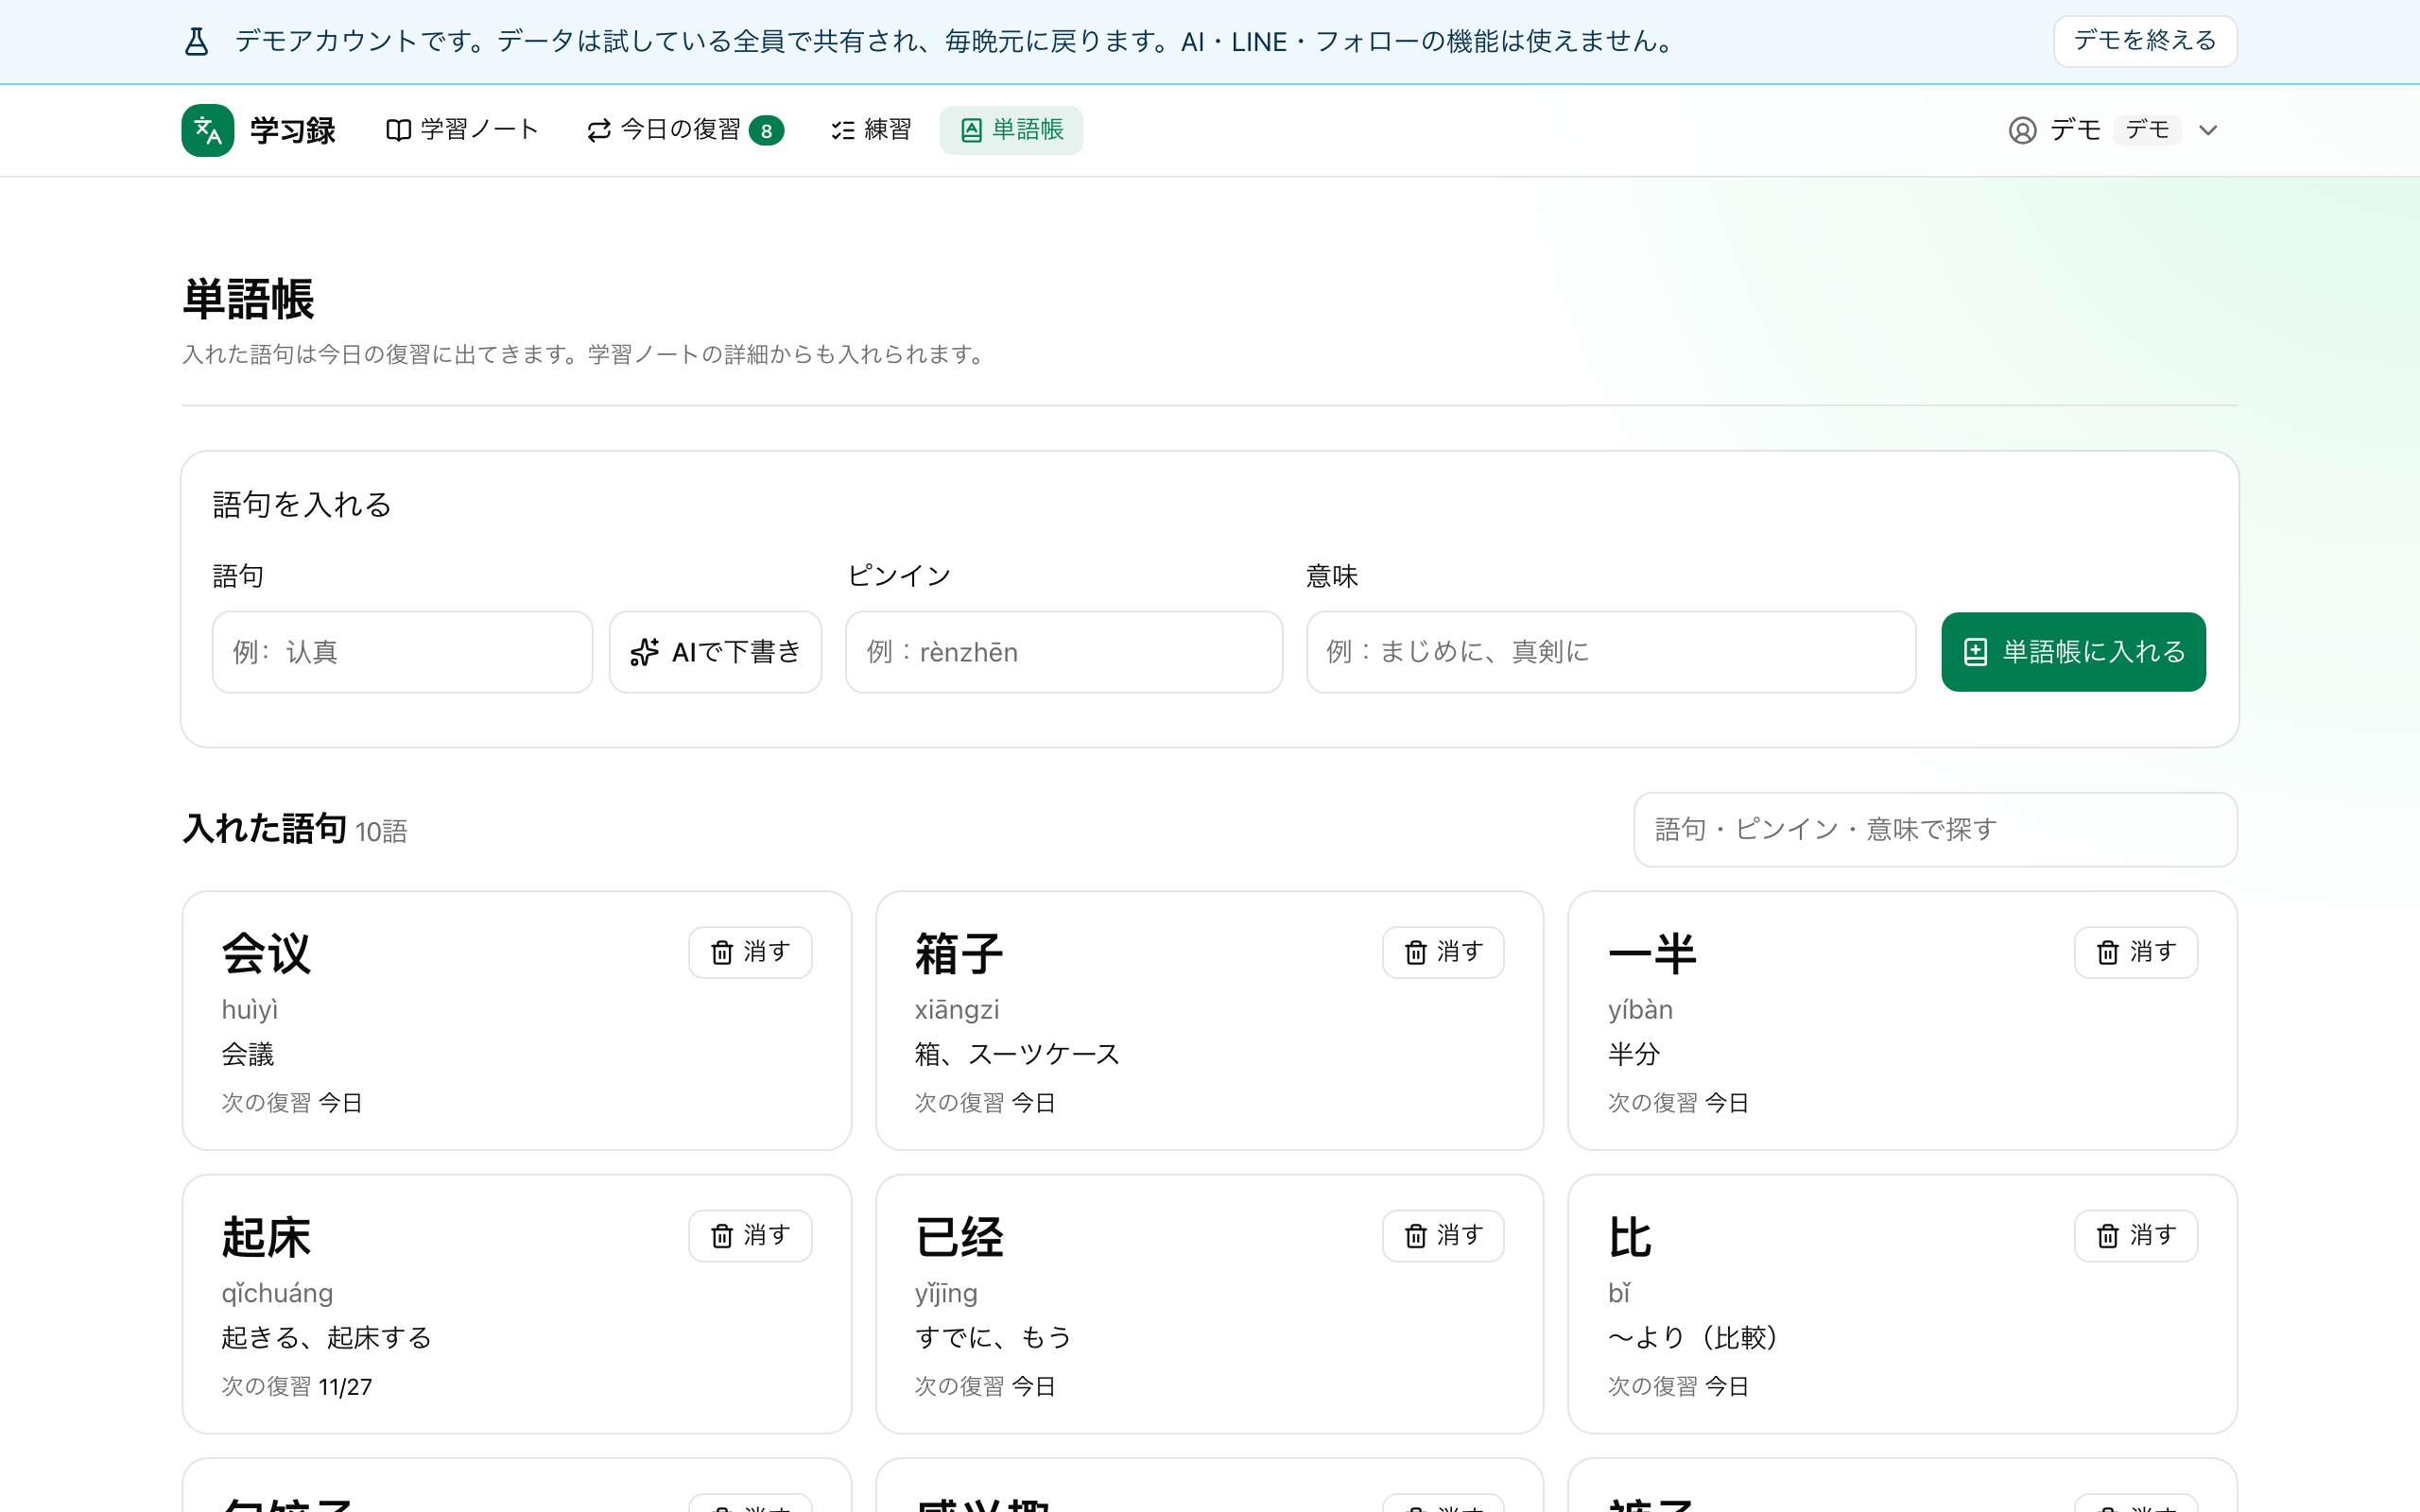 デモアカウントです。データは試している全員で共有され、毎晩元に戻ります。AI・LINE・フォローの機能は使えません。
デモを終える
学习録
学習ノート
今日の復習 8
練習
単語帳
デモ デモ
単語帳
入れた語句は今日の復習に出てきます。学習ノートの詳細からも入れられます。
語句を入れる
語句 ピンイン 意味
例：认真
AIで下書き
例：rènzhēn
例：まじめに、真剣に
単語帳に入れる
入れた語句 10語
語句・ピンイン・意味で探す
会议
消す
huìyì
会議
次の復習 今日
箱子
消す
xiāngzi
箱、スーツケース
次の復習 今日
一半
消す
yíbàn
半分
次の復習 今日
起床
消す
qǐchuáng
起きる、起床する
次の復習 11/27
已经
消す
yǐjīng
すでに、もう
次の復習 今日
比
消す
bǐ
〜より（比較）
次の復習 今日